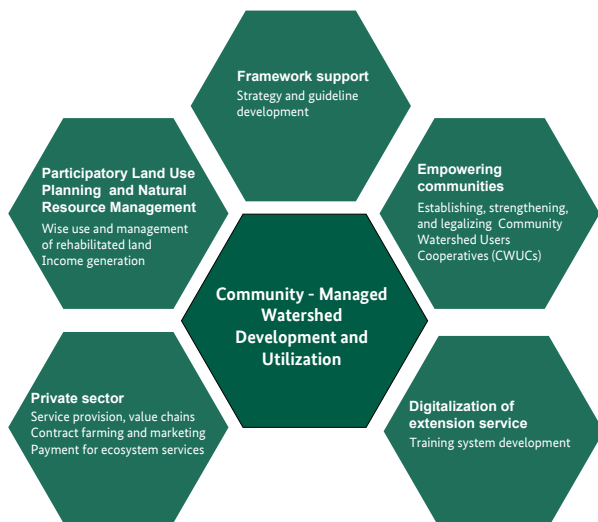 Framework support
Strategy and guideline
development
Participatory Land Use
Planning and Natural
Resource Management
Wise use and management
of rehabilitated land
Income generation
Empowering
communities
Establishing, strengthening,
and legalizing Community
Watershed Users
Cooperatives (CWUCs)
Community - Managed
Watershed
Development and
Utilization
Private sector
Service provision, value chains
Contract farming and marketing
Payment for ecosystem services
Digitalization of
extension service
Training system development